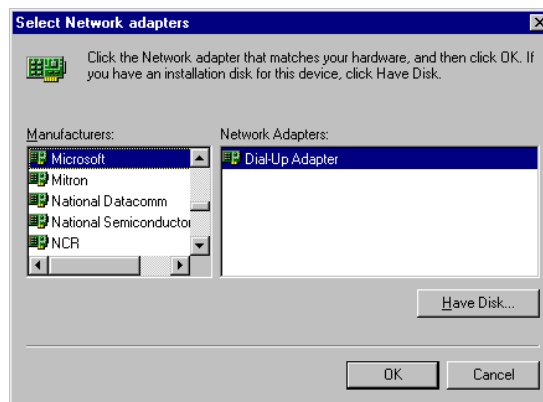 Select Network adapters
Click the Network adapter that matches your hardware, and then click OK. If
you have an installation disk for this device, click Have Disk.
Manufacturers:
Network Adapters:
Microsoft
Mitron
National Datacomm
National Semiconductor
NCR
Dial-Up Adapter
Have Disk...
OK
Cancel